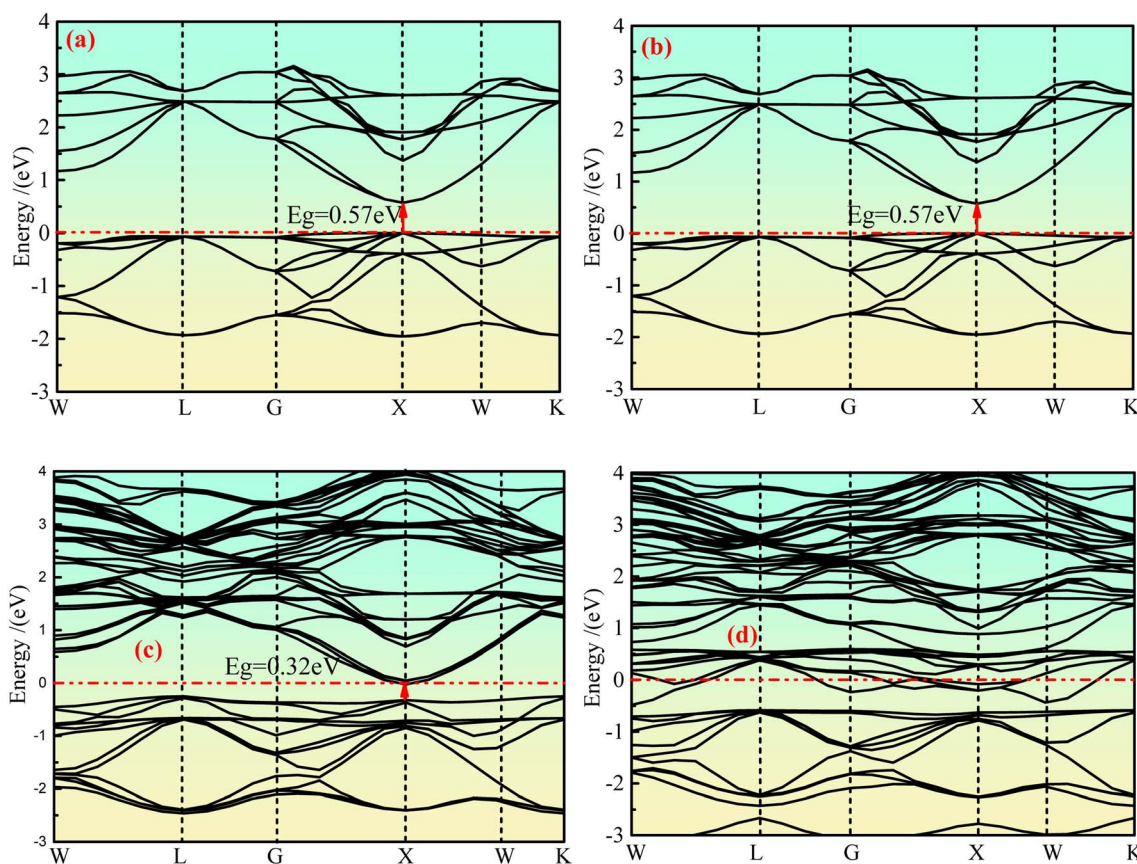 (a)
Energy /(eV)
4
3
2
1
0
-1
-2
-3
Eg=0.57eV
W L G X W K
(b)
Energy /(eV)
4
3
2
1
0
-1
-2
-3
Eg=0.57eV
W L G X W K
(c)
Energy /(eV)
4
3
2
1
0
-1
-2
-3
Eg=0.32eV
W L G X W K
(d)
Energy /(eV)
4
3
2
1
0
-1
-2
-3
W L G X W K